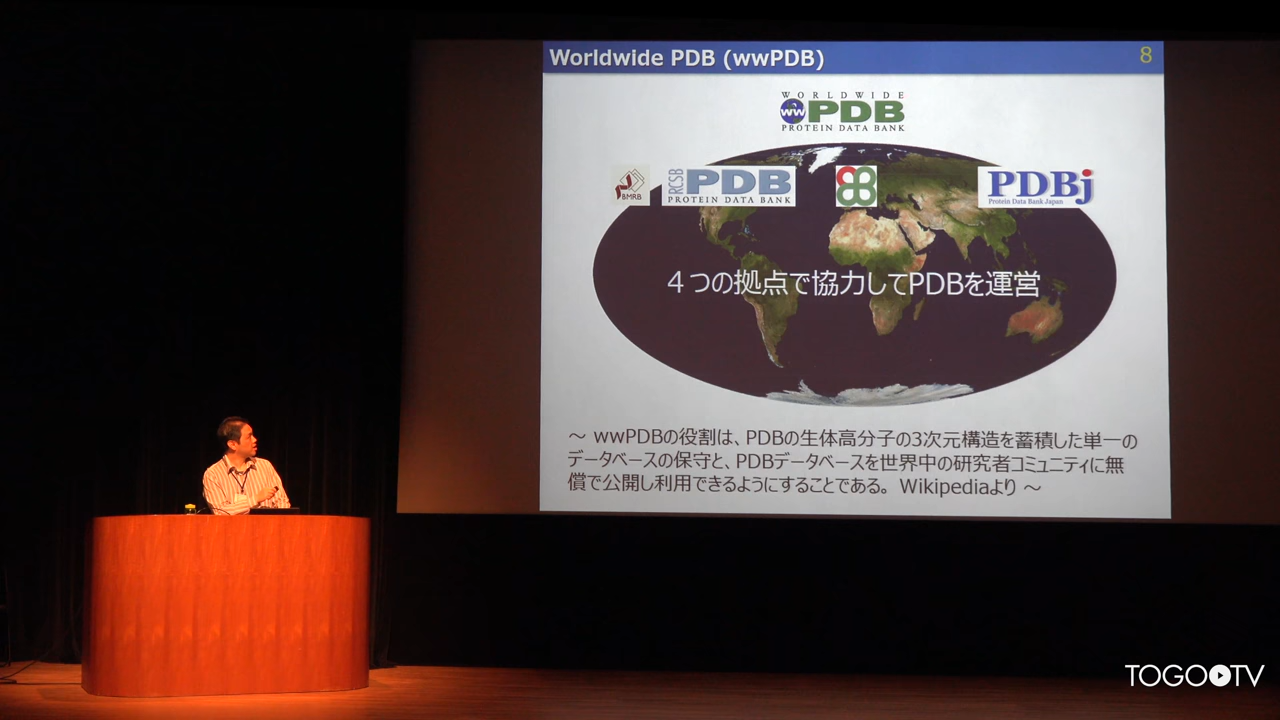 Worldwide PDB (wwPDB)
8
WORLDWIDE
ww PDB
PROTEIN DATA BANK
BMRB
RCSB
PDB
PROTEIN DATA BANK
PDBj
Protein Data Bank Japan
4つの拠点で協力してPDBを運営
～ wwPDBの役割は、PDBの生体高分子の3次元構造を蓄積した単一の
データベースの保守と、PDBデータベースを世界中の研究者コミュニティに無
償で公開し利用できるようにすることである。 Wikipediaより ～
TOGO TV